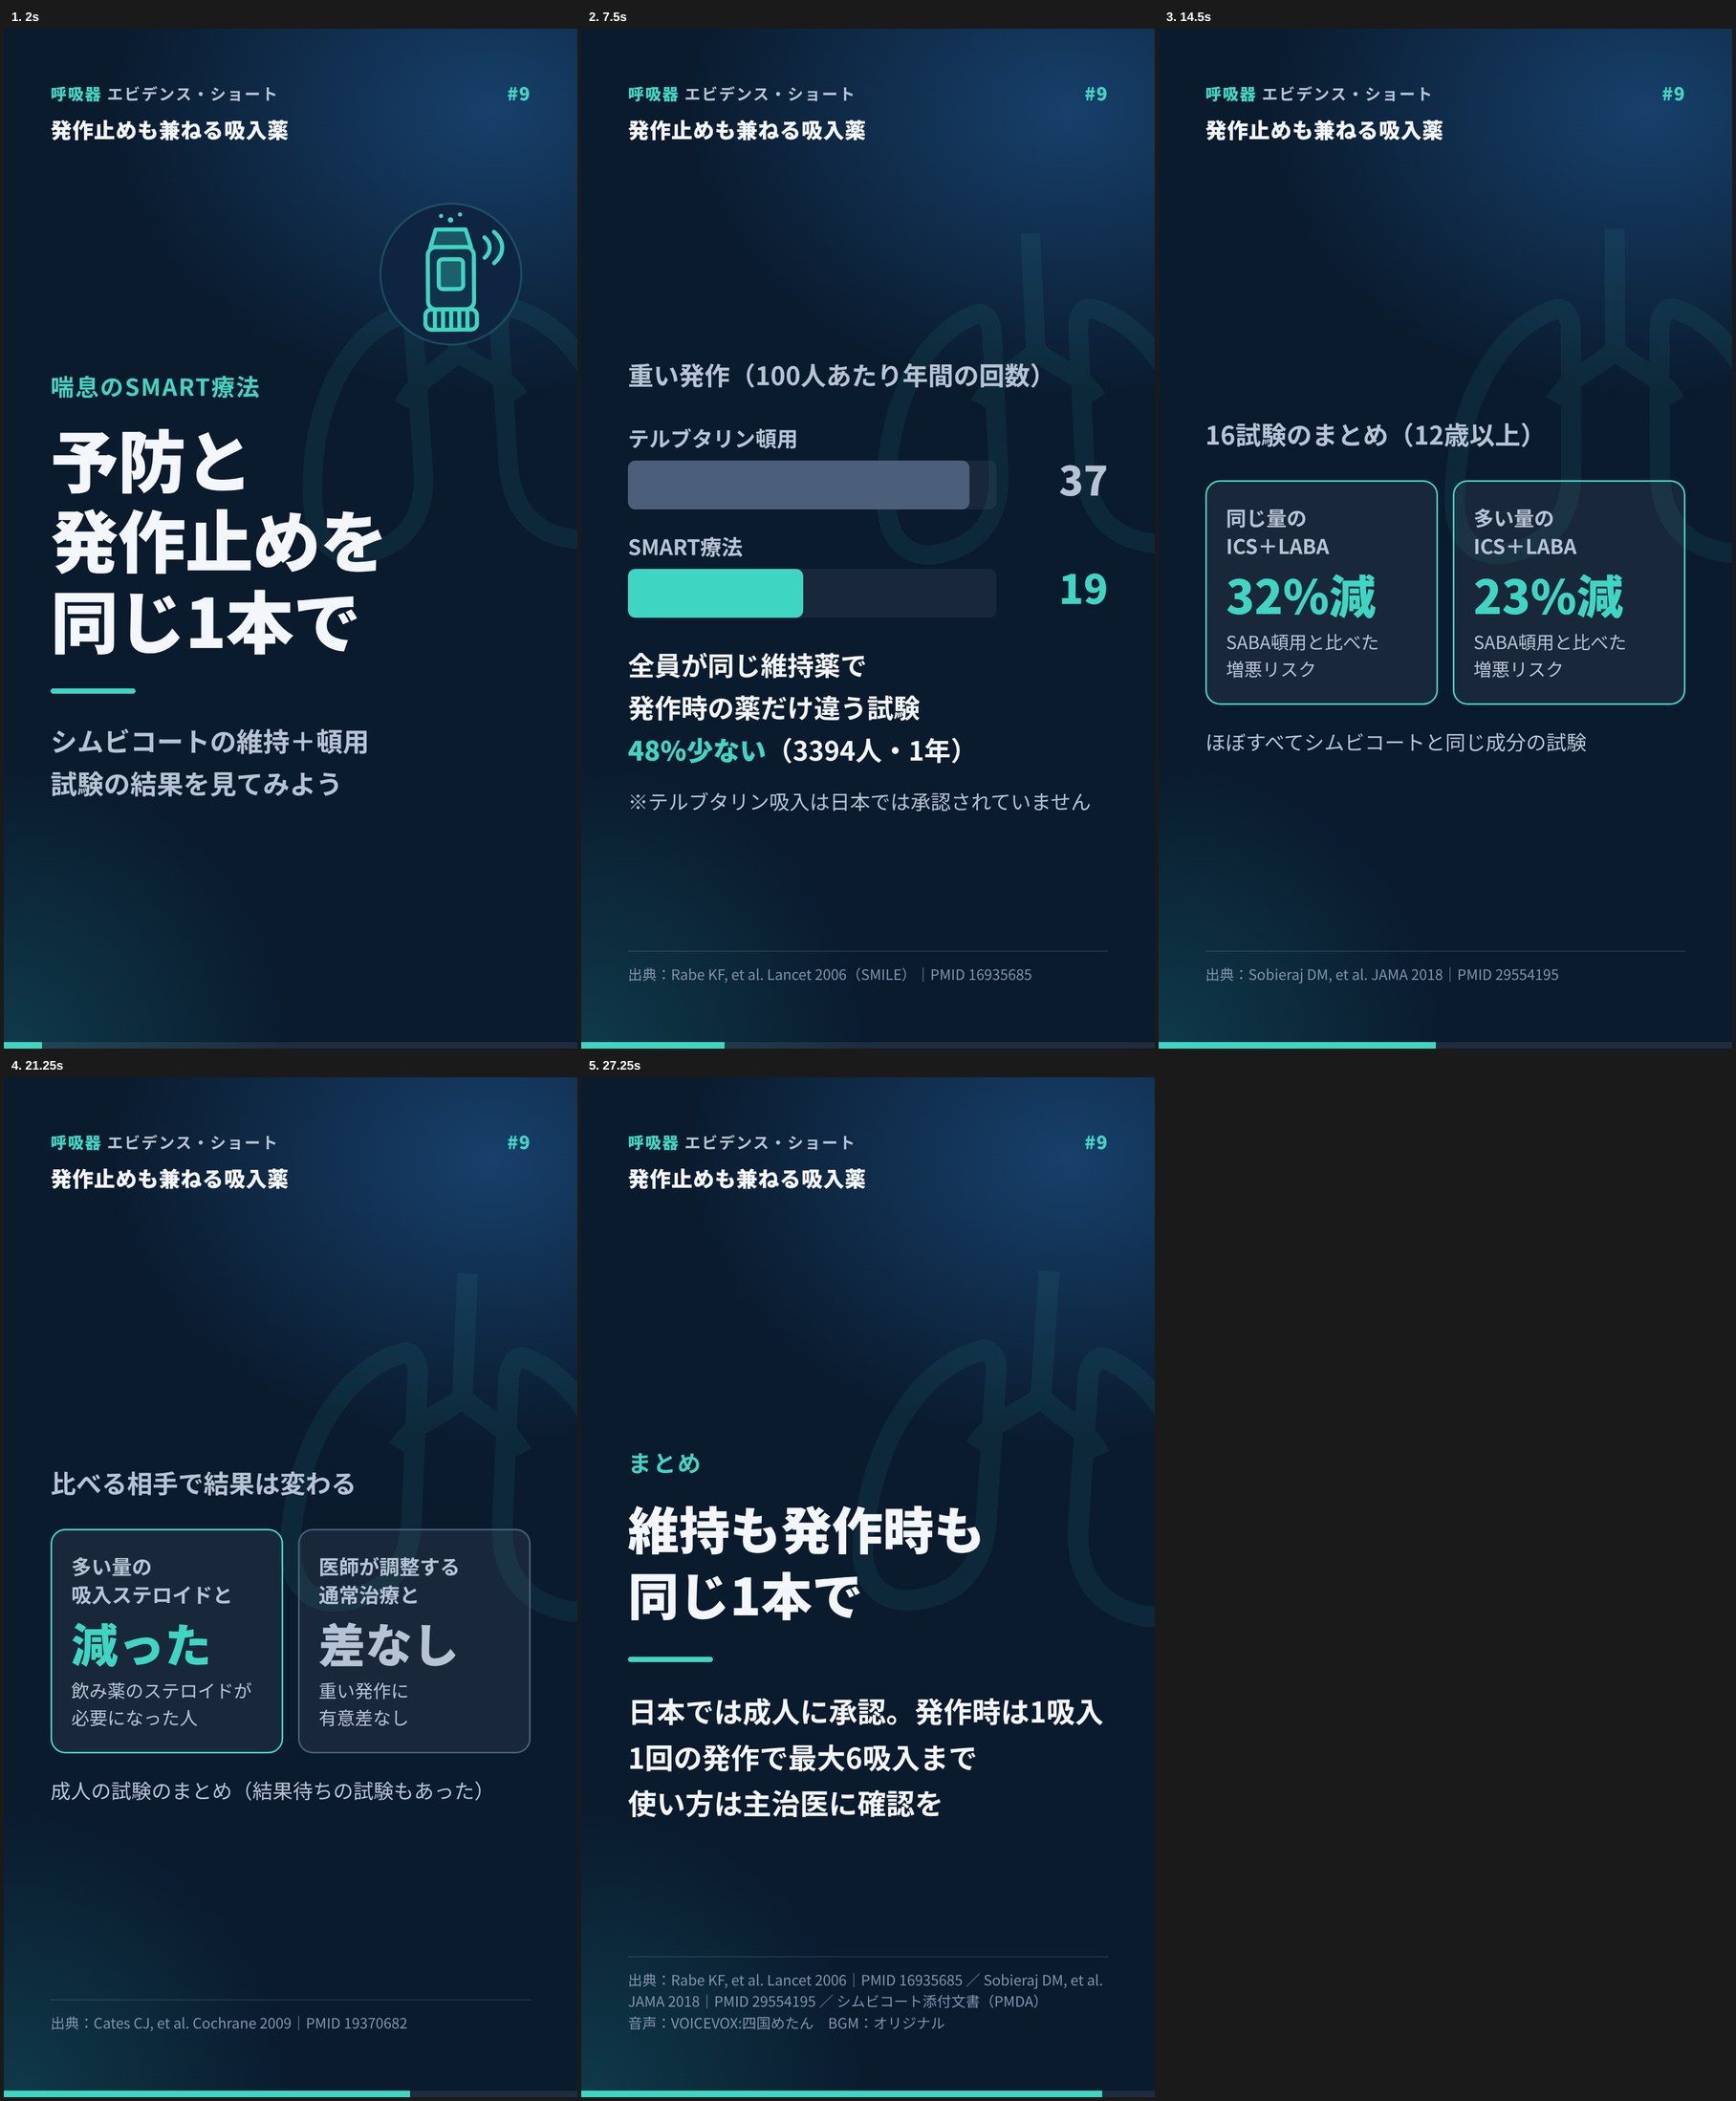 1. 2s
呼吸器 エビデンス・ショート #9
発作止めも兼ねる吸入薬
喘息のSMART療法
予防と
発作止めを
同じ1本で
シムビコートの維持＋頓用
試験の結果を見てみよう
2. 7.5s
呼吸器 エビデンス・ショート #9
発作止めも兼ねる吸入薬
重い発作（100人あたり年間の回数）
テルブタリン頓用
37
SMART療法
19
全員が同じ維持薬で
発作時の薬だけ違う試験
48%少ない（3394人・1年）
※テルブタリン吸入は日本では承認されていません
出典：Rabe KF, et al. Lancet 2006（SMILE）｜PMID 16935685
3. 14.5s
呼吸器 エビデンス・ショート #9
発作止めも兼ねる吸入薬
16試験のまとめ（12歳以上）
同じ量の
ICS＋LABA
32%減
SABA頓用と比べた
増悪リスク
多い量の
ICS＋LABA
23%減
SABA頓用と比べた
増悪リスク
ほぼすべてシムビコートと同じ成分の試験
出典：Sobieraj DM, et al. JAMA 2018｜PMID 29554195
4. 21.25s
呼吸器 エビデンス・ショート #9
発作止めも兼ねる吸入薬
比べる相手で結果は変わる
多い量の
吸入ステロイドと
減った
飲み薬のステロイドが
必要になった人
医師が調整する
通常治療と
差なし
重い発作に
有意差なし
成人の試験のまとめ（結果待ちの試験もあった）
出典：Cates CJ, et al. Cochrane 2009｜PMID 19370682
5. 27.25s
呼吸器 エビデンス・ショート #9
発作止めも兼ねる吸入薬
まとめ
維持も発作時も
同じ1本で
日本では成人に承認。発作時は1吸入
1回の発作で最大6吸入まで
使い方は主治医に確認を
出典：Rabe KF, et al. Lancet 2006｜PMID 16935685 ／ Sobieraj DM, et al.
JAMA 2018｜PMID 29554195 ／ シムビコート添付文書（PMDA）
音声：VOICEVOX:四国めたん　BGM：オリジナル